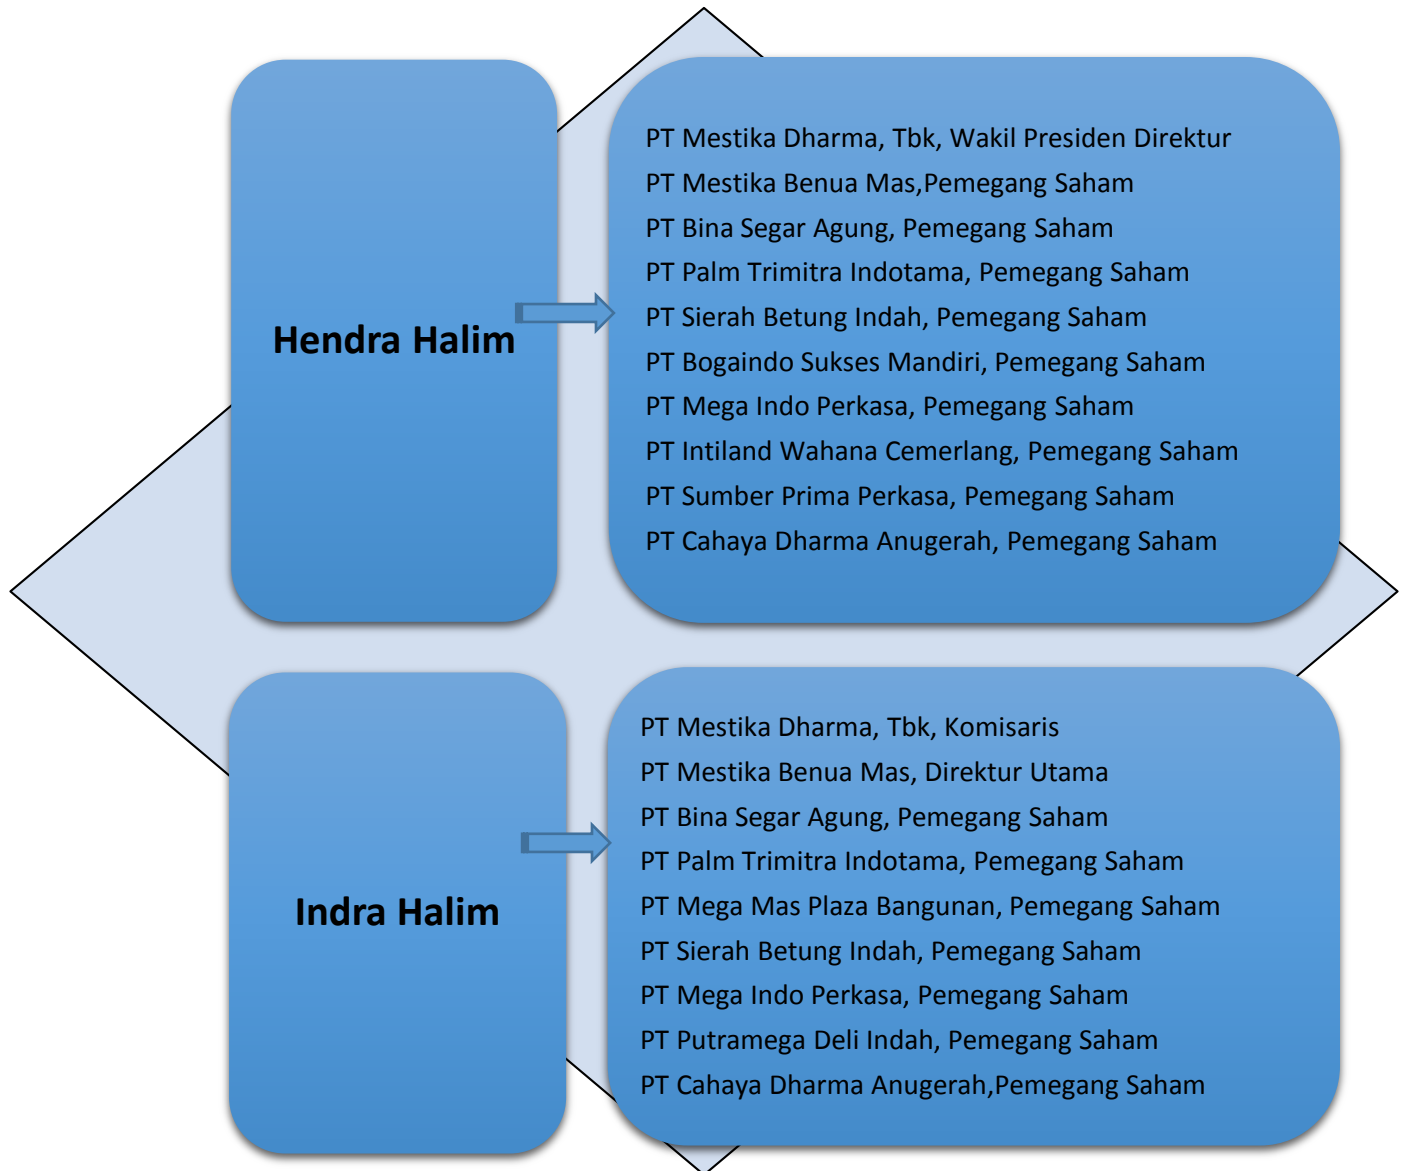 Hendra Halim
PT Mestika Dharma, Tbk, Wakil Presiden Direktur
PT Mestika Benua Mas,Pemegang Saham
PT Bina Segar Agung, Pemegang Saham
PT Palm Trimitra Indotama, Pemegang Saham
PT Sierah Betung Indah, Pemegang Saham
PT Bogaindo Sukses Mandiri, Pemegang Saham
PT Mega Indo Perkasa, Pemegang Saham
PT Intiland Wahana Cemerlang, Pemegang Saham
PT Sumber Prima Perkasa, Pemegang Saham
PT Cahaya Dharma Anugerah, Pemegang Saham
Indra Halim
PT Mestika Dharma, Tbk, Komisaris
PT Mestika Benua Mas, Direktur Utama
PT Bina Segar Agung, Pemegang Saham
PT Palm Trimitra Indotama, Pemegang Saham
PT Mega Mas Plaza Bangunan, Pemegang Saham
PT Sierah Betung Indah, Pemegang Saham
PT Mega Indo Perkasa, Pemegang Saham
PT Putramega Deli Indah, Pemegang Saham
PT Cahaya Dharma Anugerah,Pemegang Saham